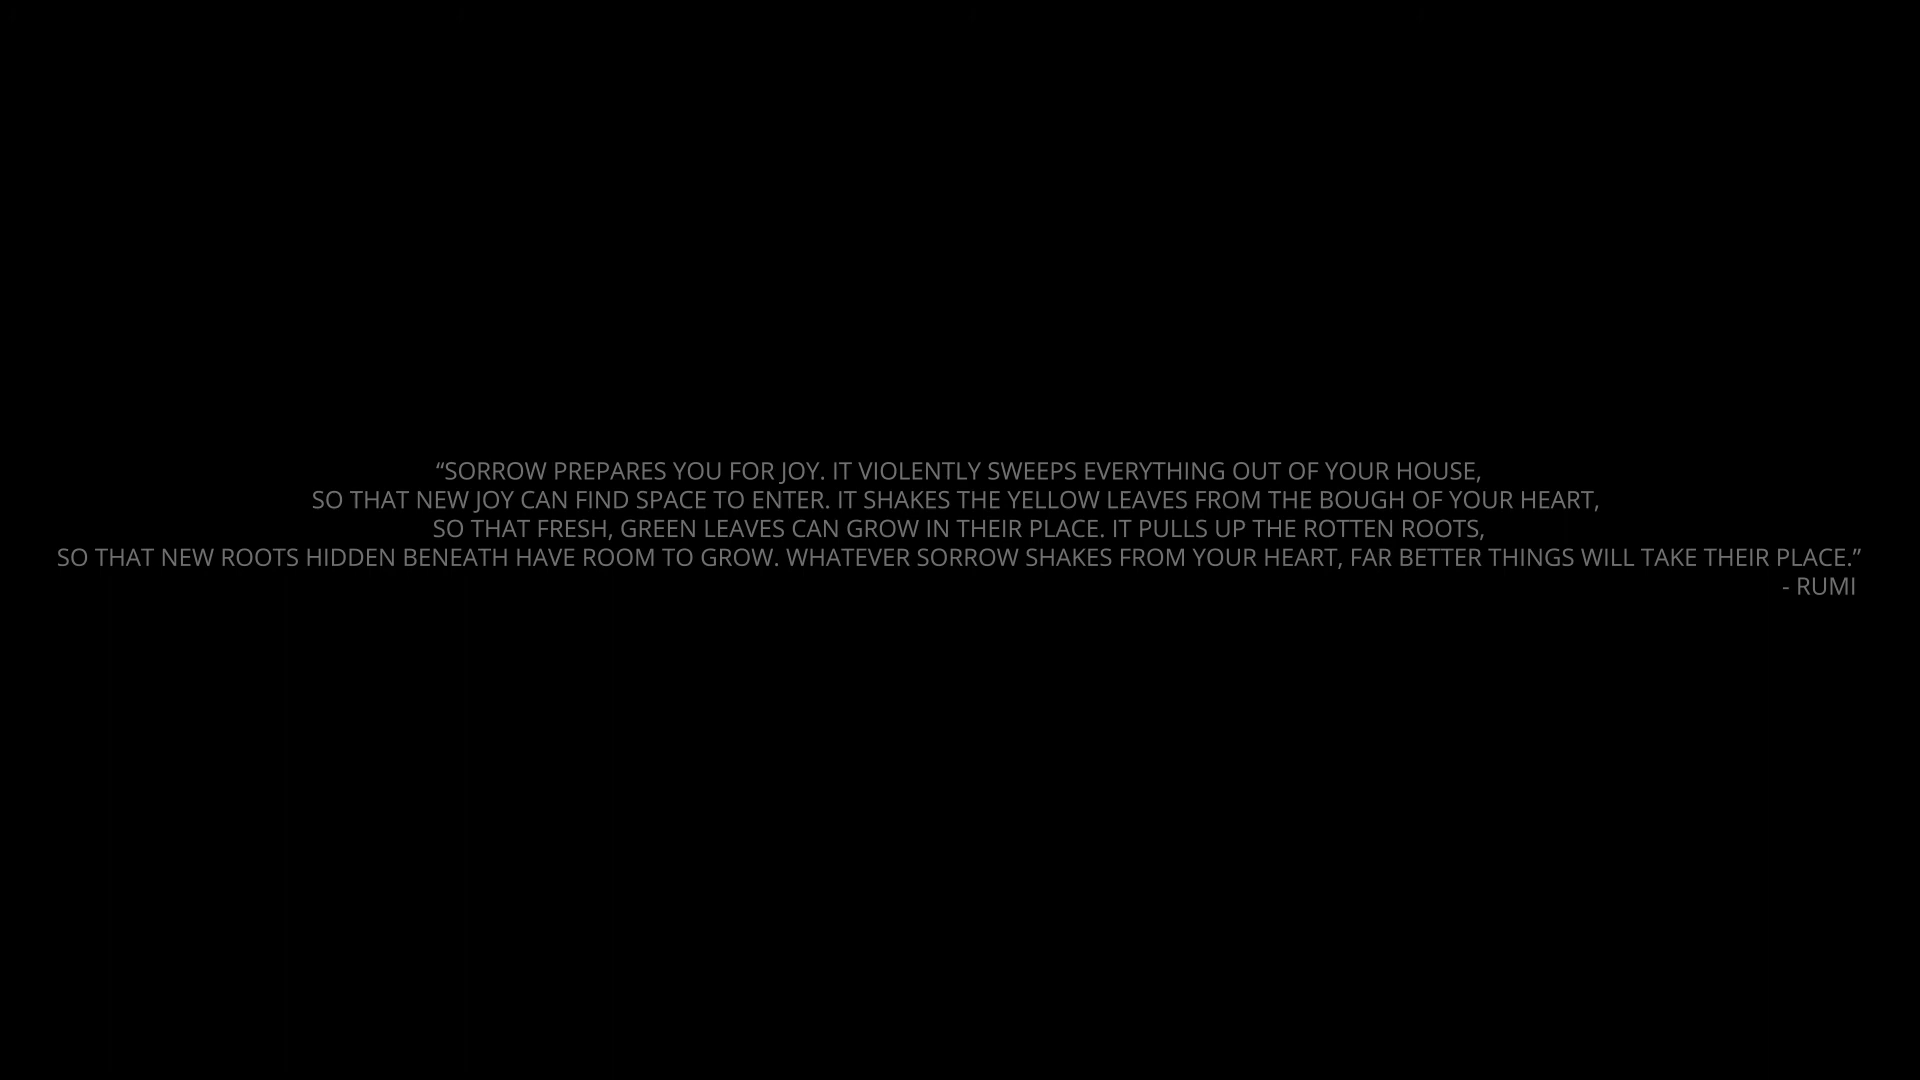 “SORROW PREPARES YOU FOR JOY. IT VIOLENTLY SWEEPS EVERYTHING OUT OF YOUR HOUSE,
SO THAT NEW JOY CAN FIND SPACE TO ENTER. IT SHAKES THE YELLOW LEAVES FROM THE BOUGH OF YOUR HEART,
SO THAT FRESH, GREEN LEAVES CAN GROW IN THEIR PLACE. IT PULLS UP THE ROTTEN ROOTS,
SO THAT NEW ROOTS HIDDEN BENEATH HAVE ROOM TO GROW. WHATEVER SORROW SHAKES FROM YOUR HEART, FAR BETTER THINGS WILL TAKE THEIR PLACE.”
- RUMI